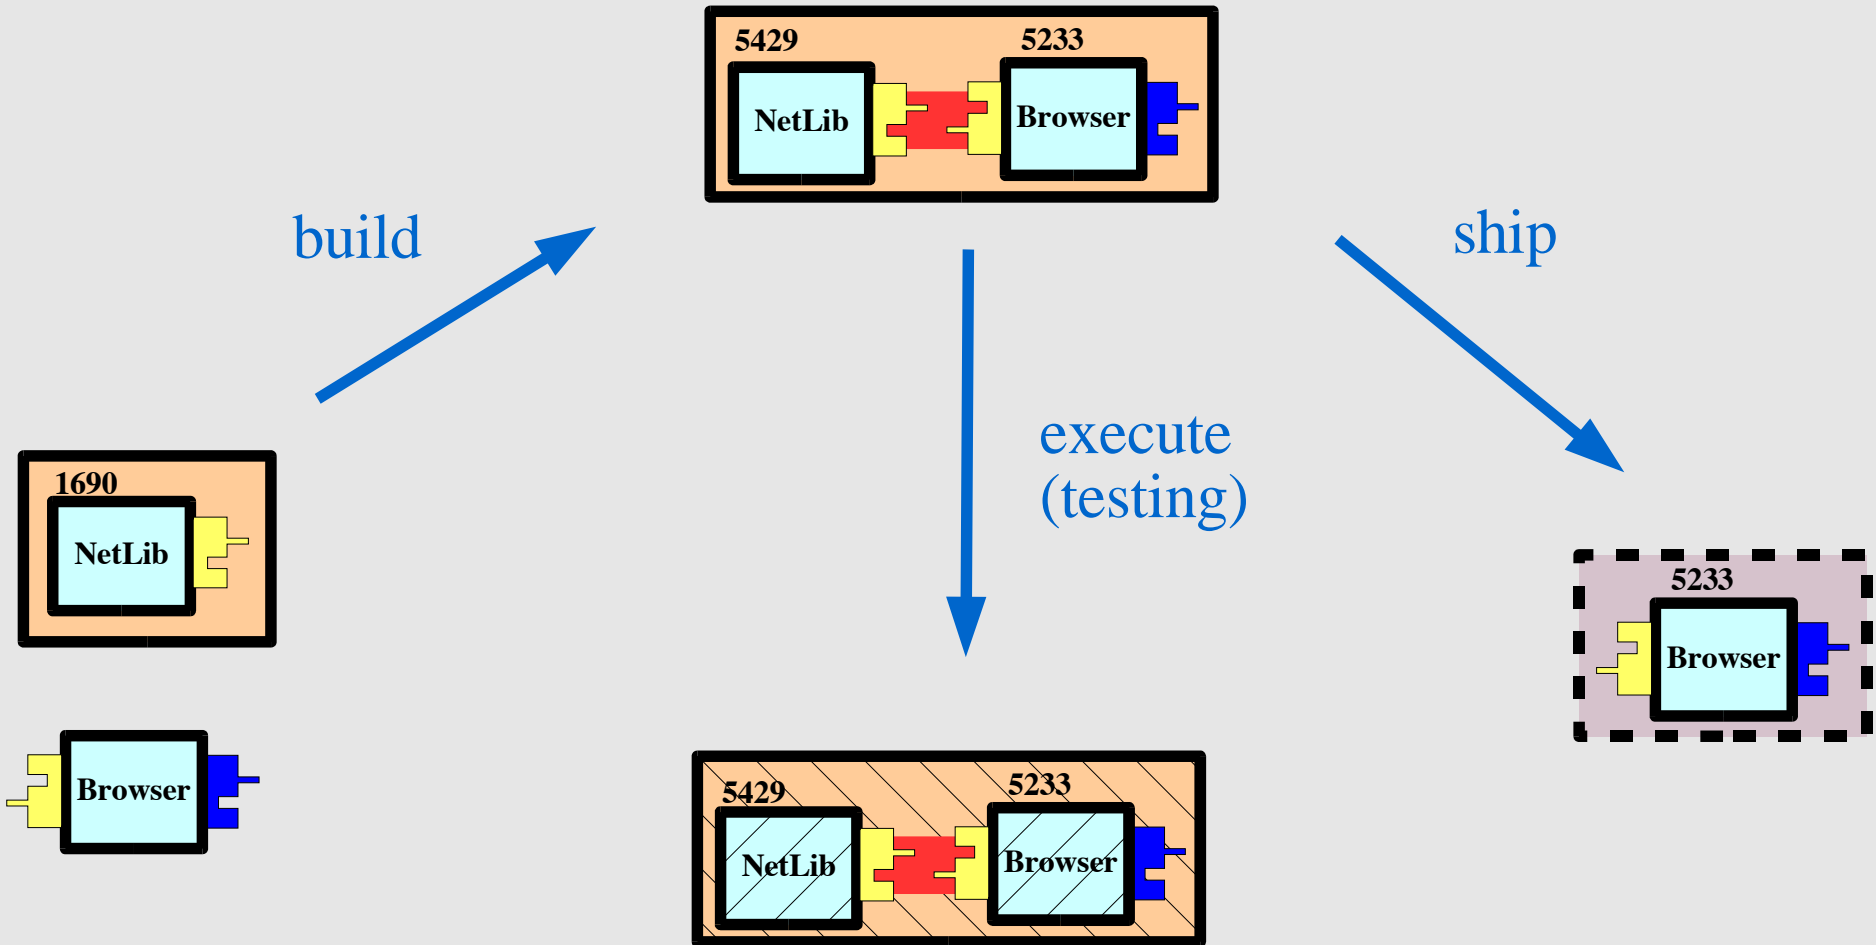 5429
5233
NetLib
Browser
build
ship
execute
(testing)
1690
NetLib
5233
Browser
Browser
5429
5233
NetLib
Browser